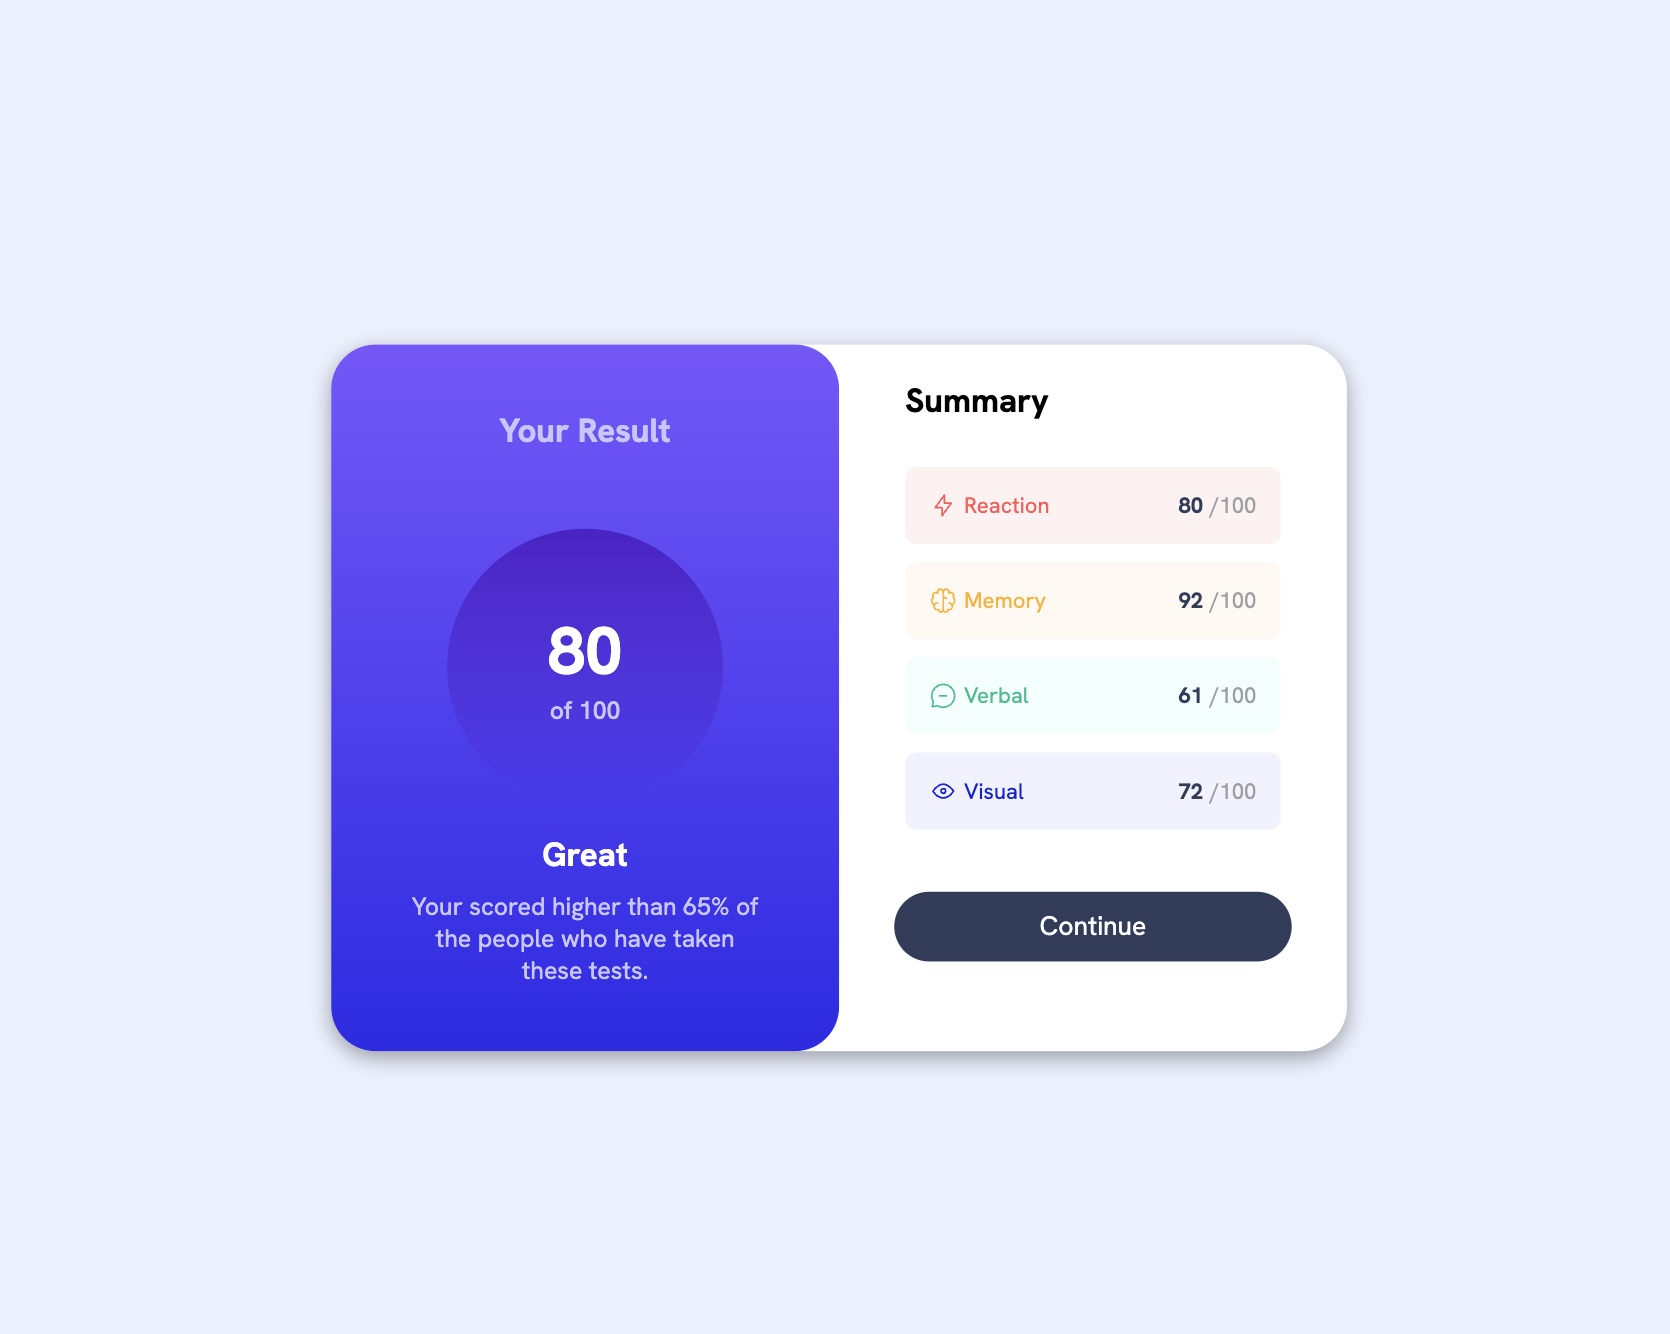 Your Result
80
of 100
Great
Your scored higher than 65% of
the people who have taken
these tests.
Summary
Reaction 80 /100
Memory 92 /100
Verbal 61 /100
Visual 72 /100
Continue